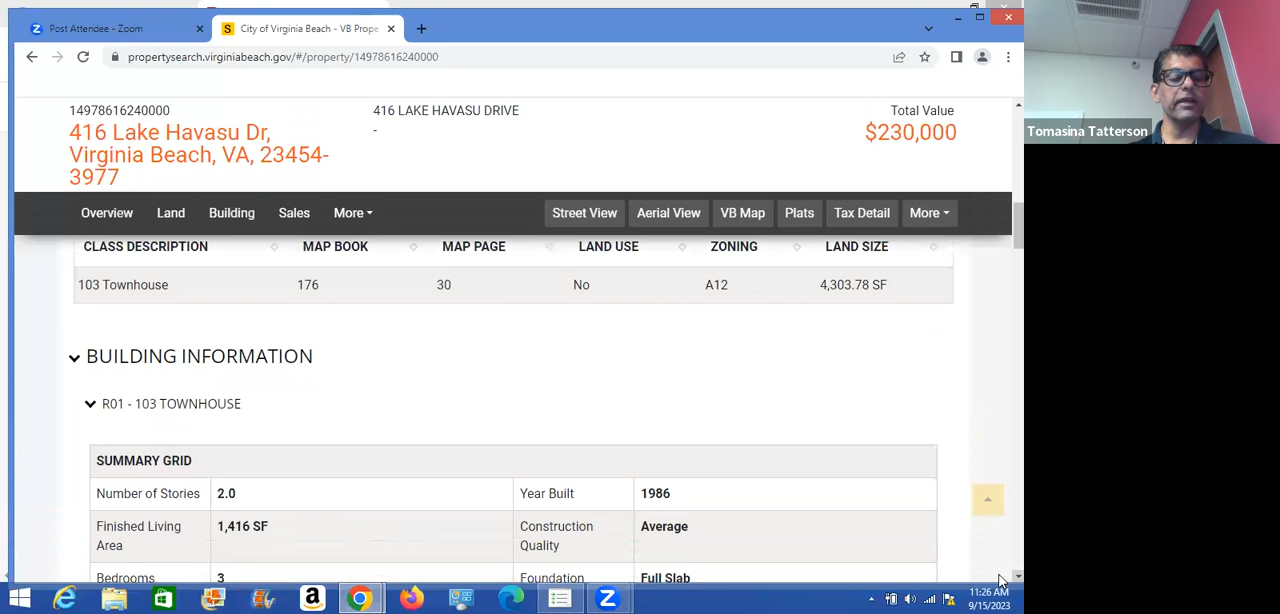 Post Attendee - Zoom
City of Virginia Beach - VB Prope
propertysearch.virginiabeach.gov/#/property/14978616240000
14978616240000
416 Lake Havasu Dr,
Virginia Beach, VA, 23454-
3977
416 LAKE HAVASU DRIVE
-
Total Value
$230,000
Overview Land Building Sales More Street View Aerial View VB Map Plats Tax Detail More
CLASS DESCRIPTION MAP BOOK MAP PAGE LAND USE ZONING LAND SIZE
103 Townhouse 176 30 No A12 4,303.78 SF
BUILDING INFORMATION
R01 - 103 TOWNHOUSE
SUMMARY GRID
Number of Stories 2.0 Year Built 1986
Finished Living
Area
1,416 SF
Construction
Quality
Average
Bedrooms 3 Foundation Full Slab
11:26 AM
9/15/2023
Tomasina Tatterson